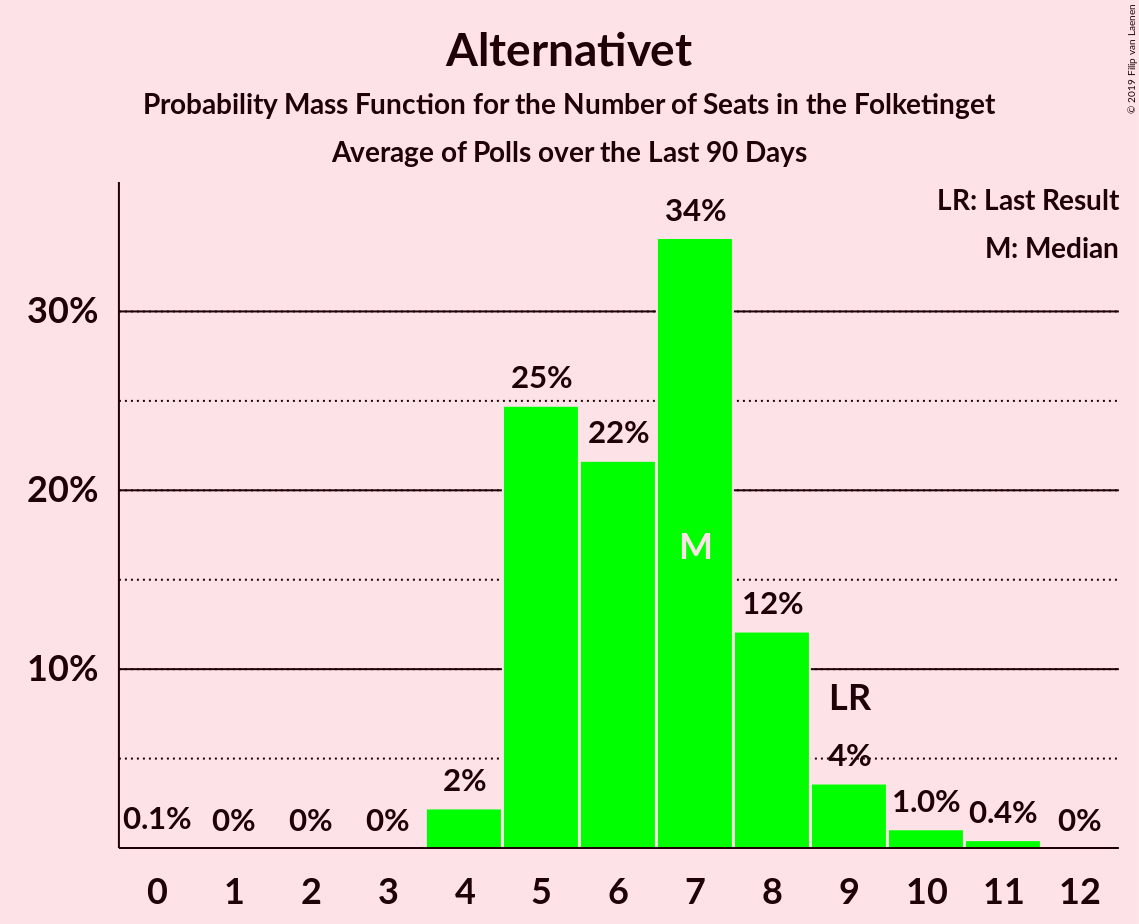 Alternativet
Probability Mass Function for the Number of Seats in the Folketinget
Average of Polls over the Last 90 Days
© 2019 Filip van Laenen
LR: Last Result
M: Median
34%
30%
25%
22%
20%
M
12%
10%
LR
4%
2%
0.1% 0% 0% 0% 1.0% 0.4% 0%
0 1 2 3 4 5 6 7 8 9 10 11 12